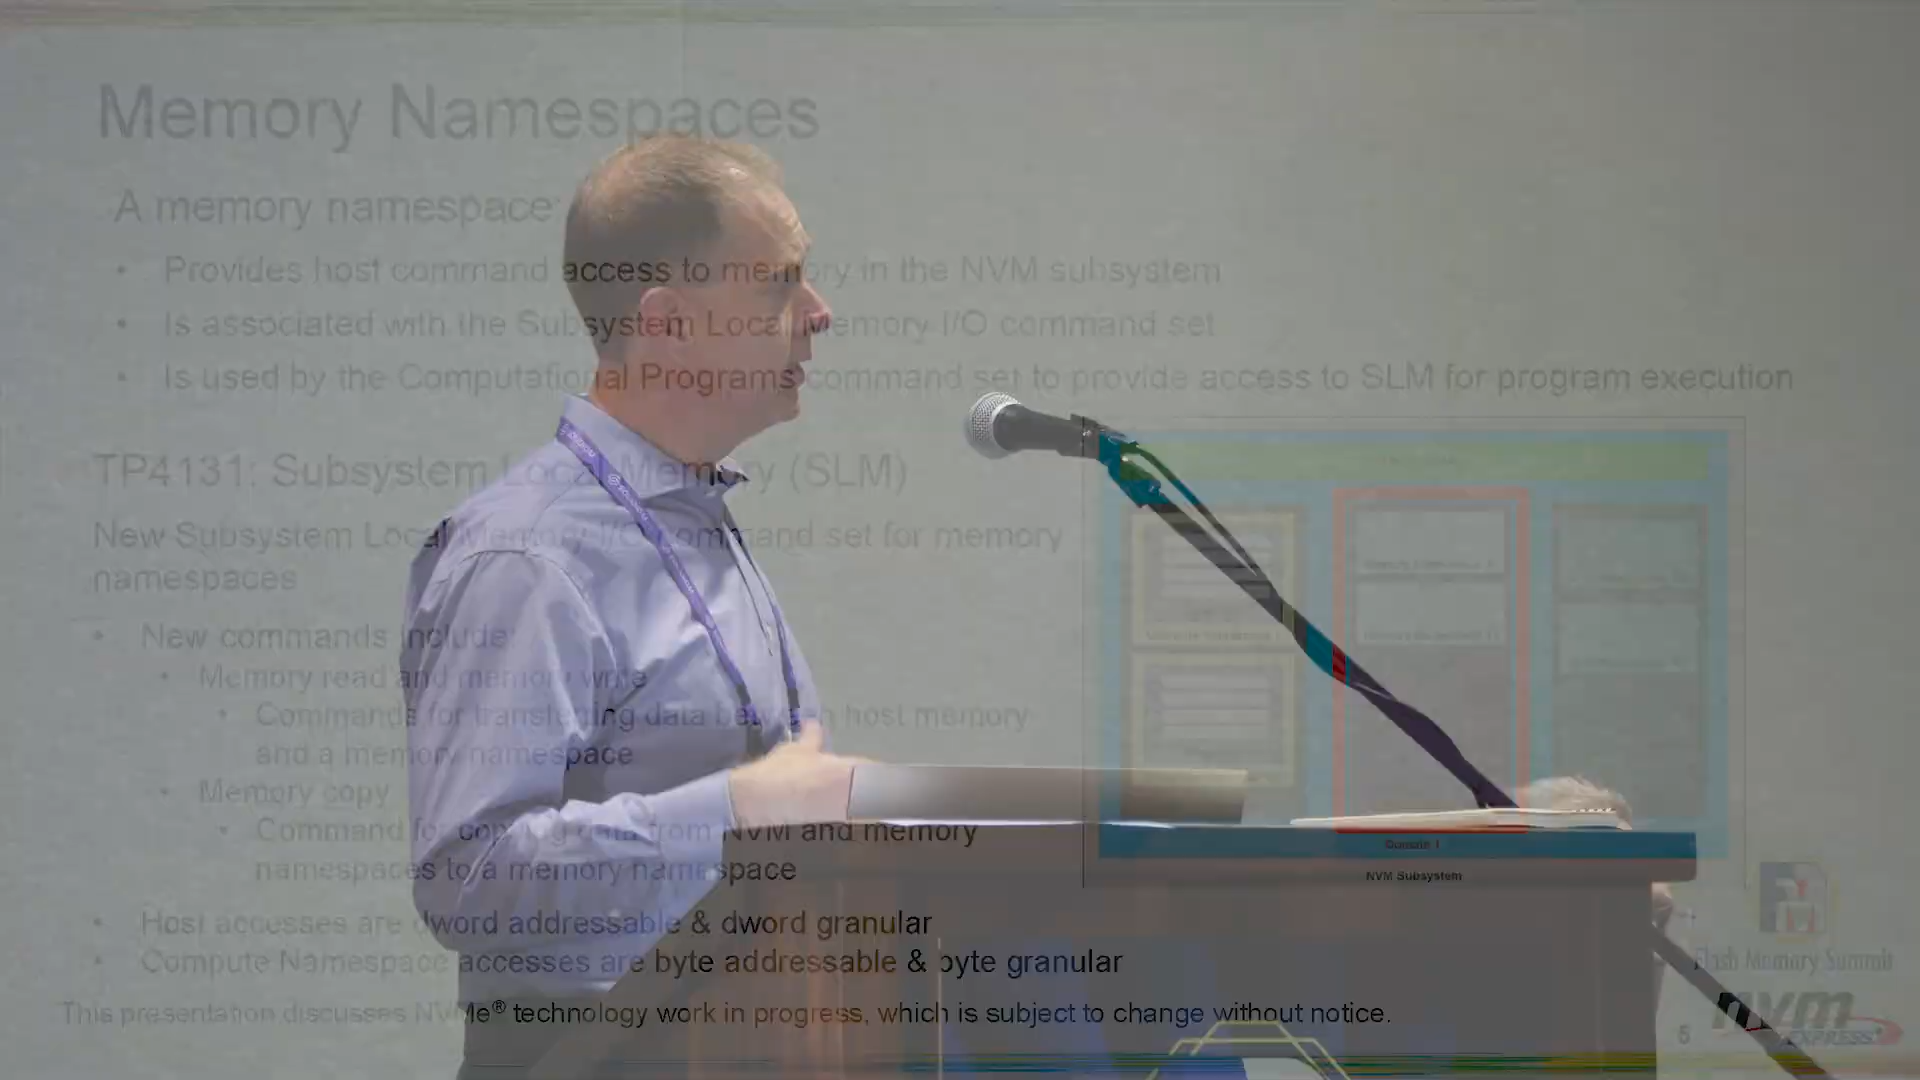 Memory Namespaces
A memory namespace:
• Provides host command access to memory in the NVM subsystem
• Is associated with the Subsystem Local Memory I/O command set
• Is used by the Computational Programs command set to provide access to SLM for program execution
TP4131: Subsystem Local Memory (SLM)
New Subsystem Local Memory I/O command set for memory
namespaces
• New commands include:
• Memory read and memory write
• Commands for transferring data between host memory
and a memory namespace
• Memory copy
• Command for copying data from NVM and memory
namespaces to a memory namespace
• Host accesses are dword addressable & dword granular
• Compute Namespace accesses are byte addressable & byte granular
This presentation discusses NVMe® technology work in progress, which is subject to change without notice.
Domain 1
NVM Subsystem
Flash Memory Summit
nvm
EXPRESS